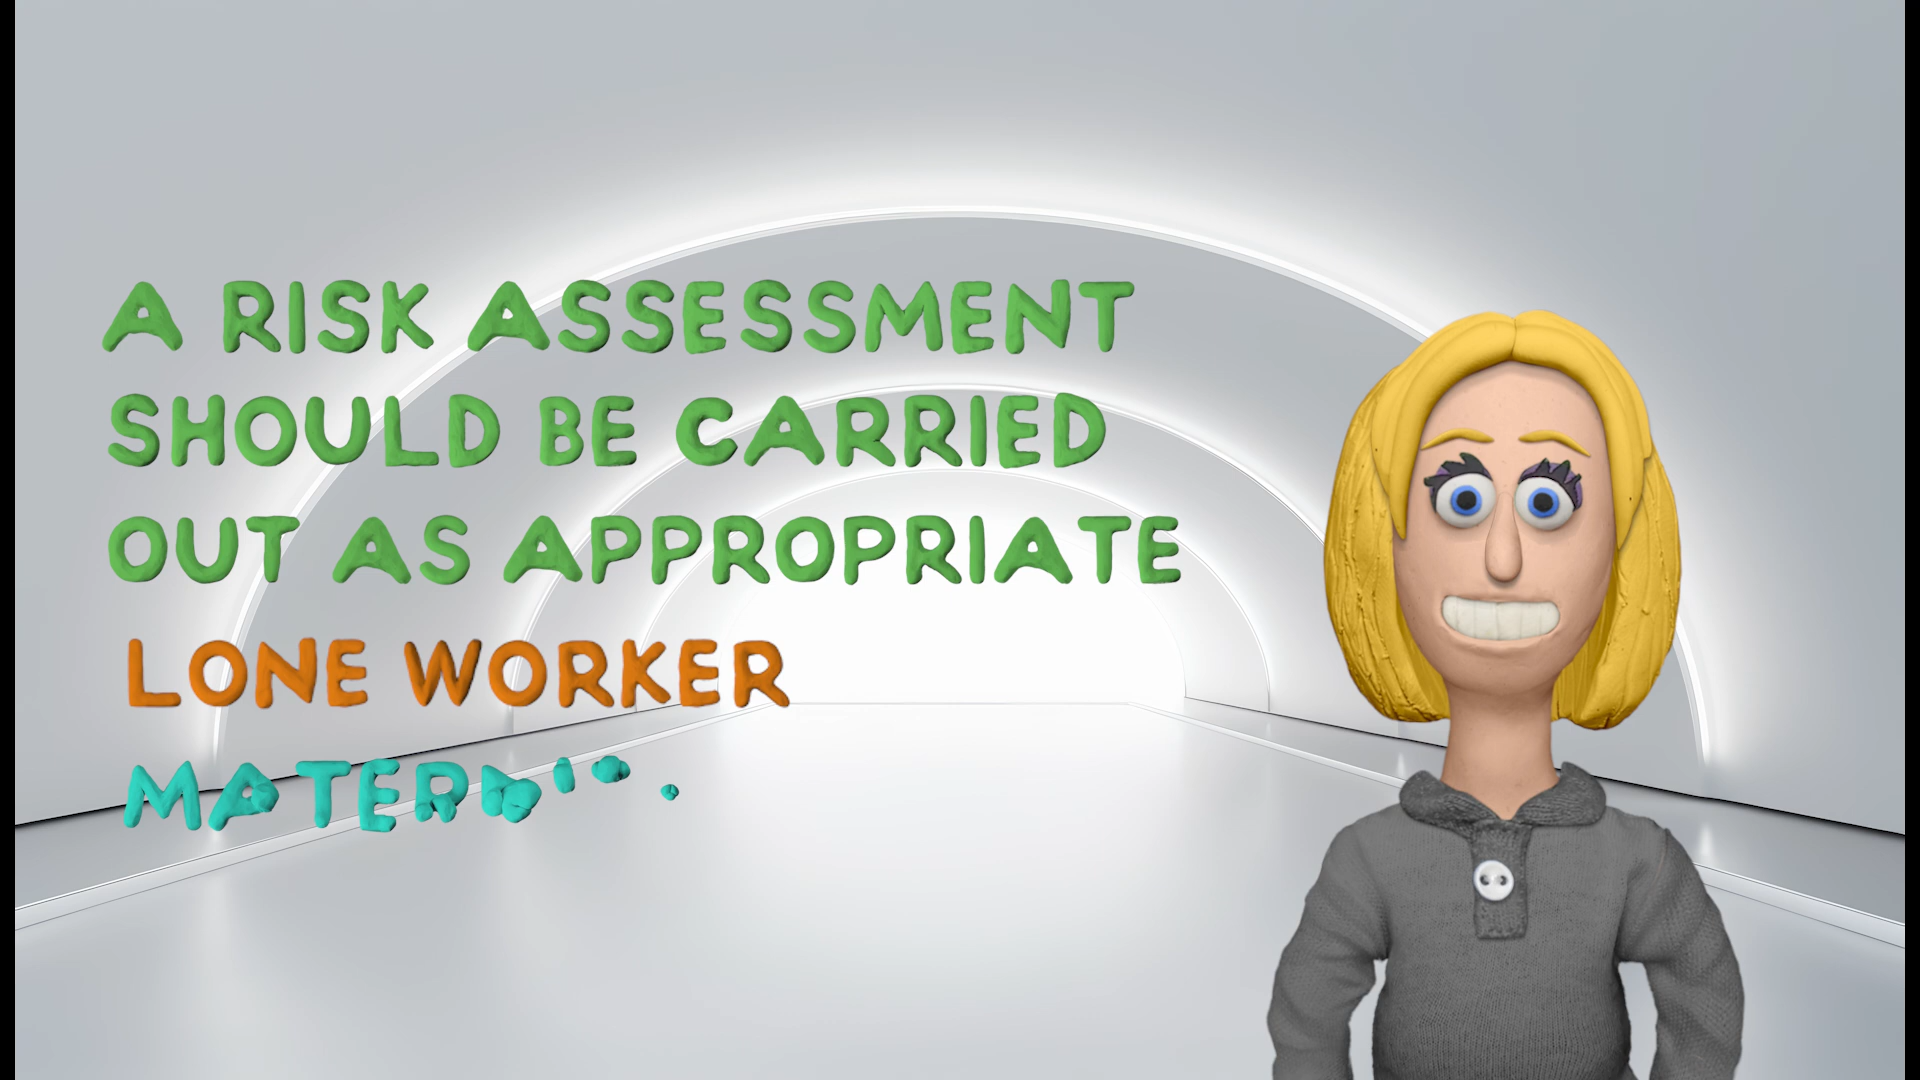 A RISK ASSESSMENT
SHOULD BE CARRIED
OUT AS APPROPRIATE
LONE WORKER